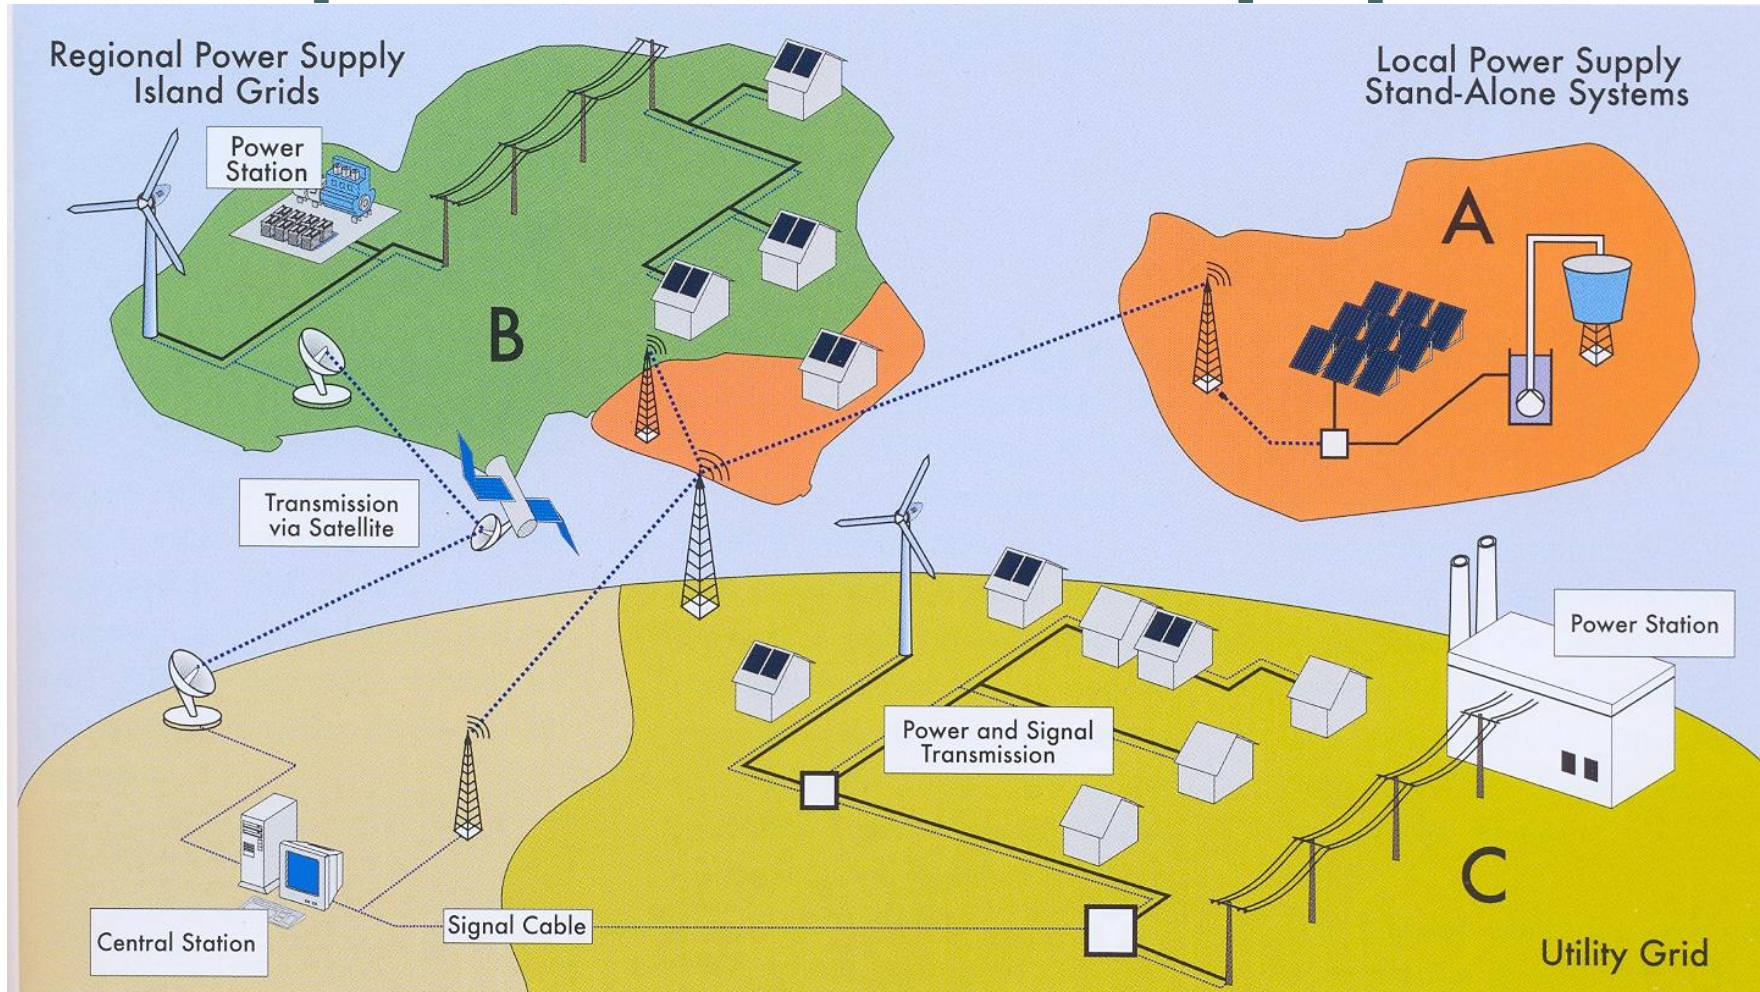 Regional Power Supply
Island Grids
Local Power Supply
Stand-Alone Systems
Power
Station
A
B
Transmission
via Satellite
Power Station
Power and Signal
Transmission
C
Signal Cable
Central Station
Utility Grid